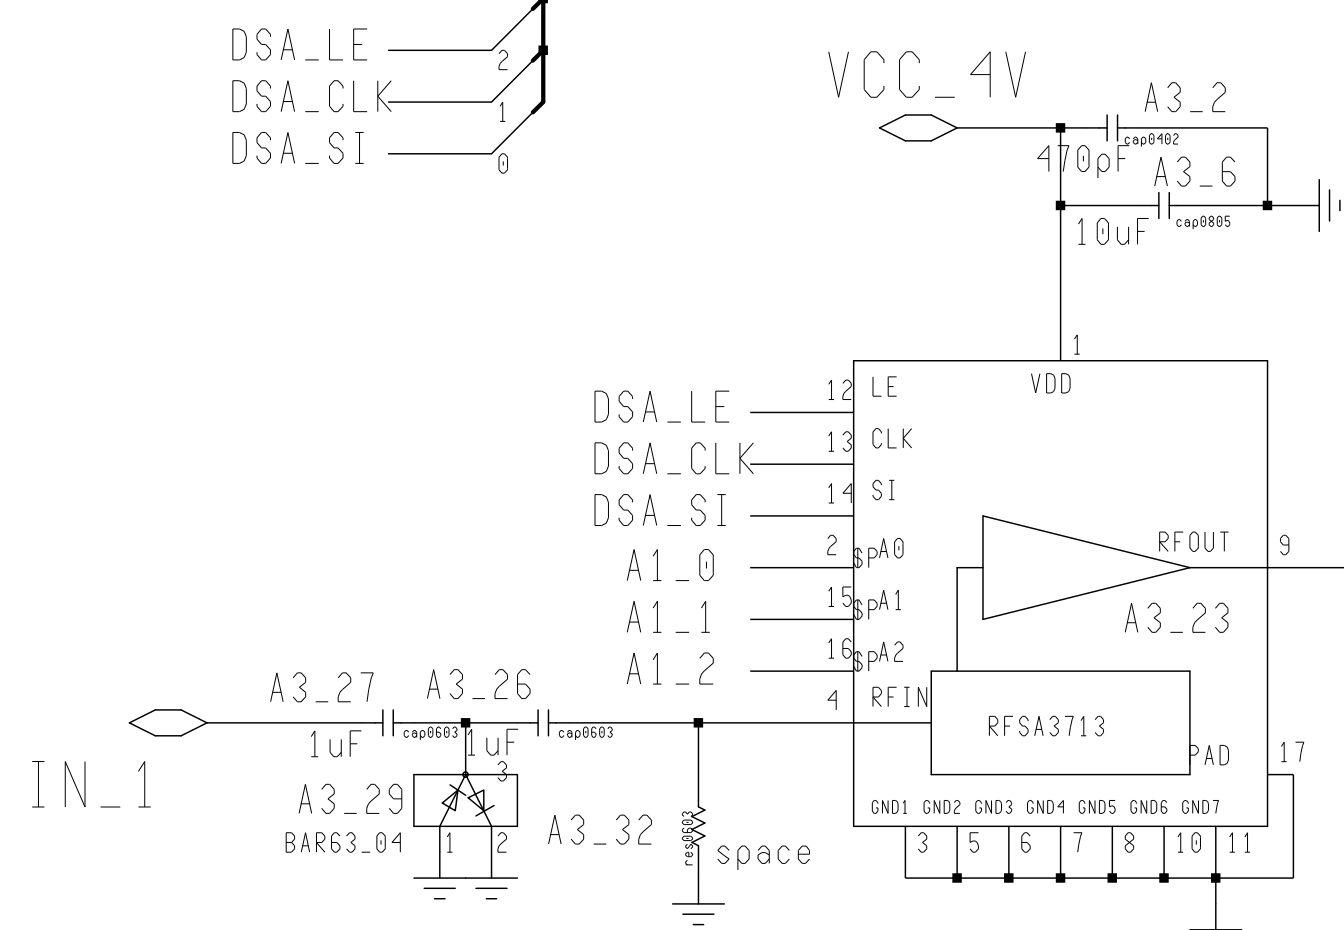 DSA_LE
2
DSA_CLK
1
DSA_SI
0
VCC_4V
A3_2
cap0402
470pF
A3_6
cap0805
10uF
1
VDD
DSA_LE
12
LE
DSA_CLK
13
CLK
DSA_SI
14
SI
A1_0
2
$pA0
RFOUT
9
A1_1
15
$pA1
A3_23
A1_2
16
$pA2
A3_27
A3_26
4
RFIN
1uF
cap0603
1uF
cap0603
RFSA3713
PAD
17
IN_1
3
A3_29
BAR63_04
1
2
A3_32
res0603
space
GND1
GND2
GND3
GND4
GND5
GND6
GND7
3
5
6
7
8
10
11